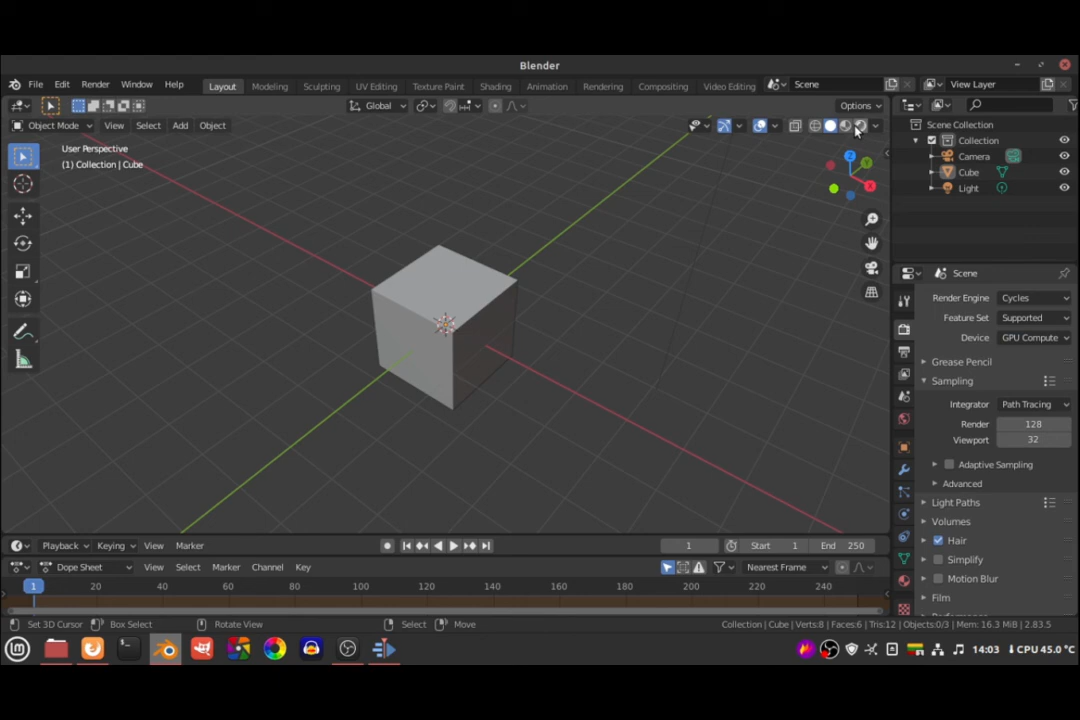 Blender
File Edit Render Window Help Layout Modeling Sculpting UV Editing Texture Paint Shading Animation Rendering Compositing Video Editing Scene View Layer
Global Options
Object Mode View Select Add Object
User Perspective
(1) Collection | Cube
X
Y
Z
Scene Collection
Collection
Camera
Cube
Light
Scene
Render Engine Cycles
Feature Set Supported
Device GPU Compute
Grease Pencil
Sampling
Integrator Path Tracing
Render 128
Viewport 32
Adaptive Sampling
Advanced
Light Paths
Volumes
Hair
Simplify
Motion Blur
Film
Playback Keying View Marker 1 Start 1 End 250
Dope Sheet View Select Marker Channel Key Nearest Frame
1 20 40 60 80 100 120 140 160 180 200 220 240
Set 3D Cursor Box Select Rotate View Select Move Collection | Cube | Verts:8 | Faces:6 | Tris:12 | Objects:0/3 | Mem: 16.3 MiB | 2.83.5
14:03 CPU 45.0 °C